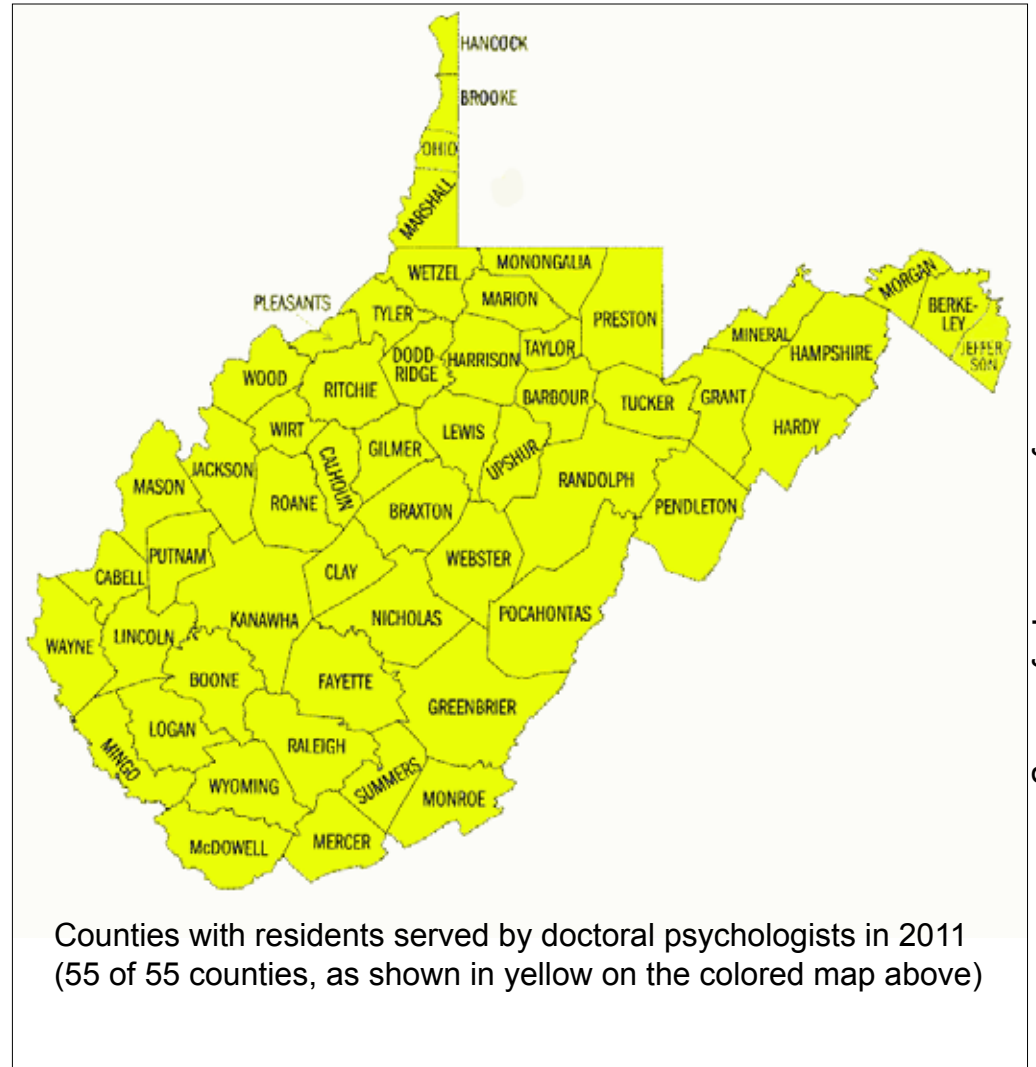 HANCOCK
BROOKE
OHIO
MARSHALL
WETZEL
MONONGALIA
MORGAN
PLEASANTS
TYLER
MARION
PRESTON
BERKE-
LEY
MINERAL
HAMPSHIRE
JEFFER
SON
DODD
RIDGE
HARRISON
TAYLOR
WOOD
RITCHIE
BARBOUR
TUCKER
GRANT
HARDY
WIRT
CALHOUN
GILMER
LEWIS
UPSHUR
JACKSON
MASON
ROANE
BRAXTON
RANDOLPH
PENDLETON
PUTNAM
CABELL
CLAY
WEBSTER
KANAWHA
NICHOLAS
POCAHONTAS
WAYNE
LINCOLN
BOONE
FAYETTE
GREENBRIER
LOGAN
MINGO
RALEIGH
WYOMING
SUMMERS
MONROE
McDOWELL
MERCER
Counties with residents served by doctoral psychologists in 2011
(55 of 55 counties, as shown in yellow on the colored map above)